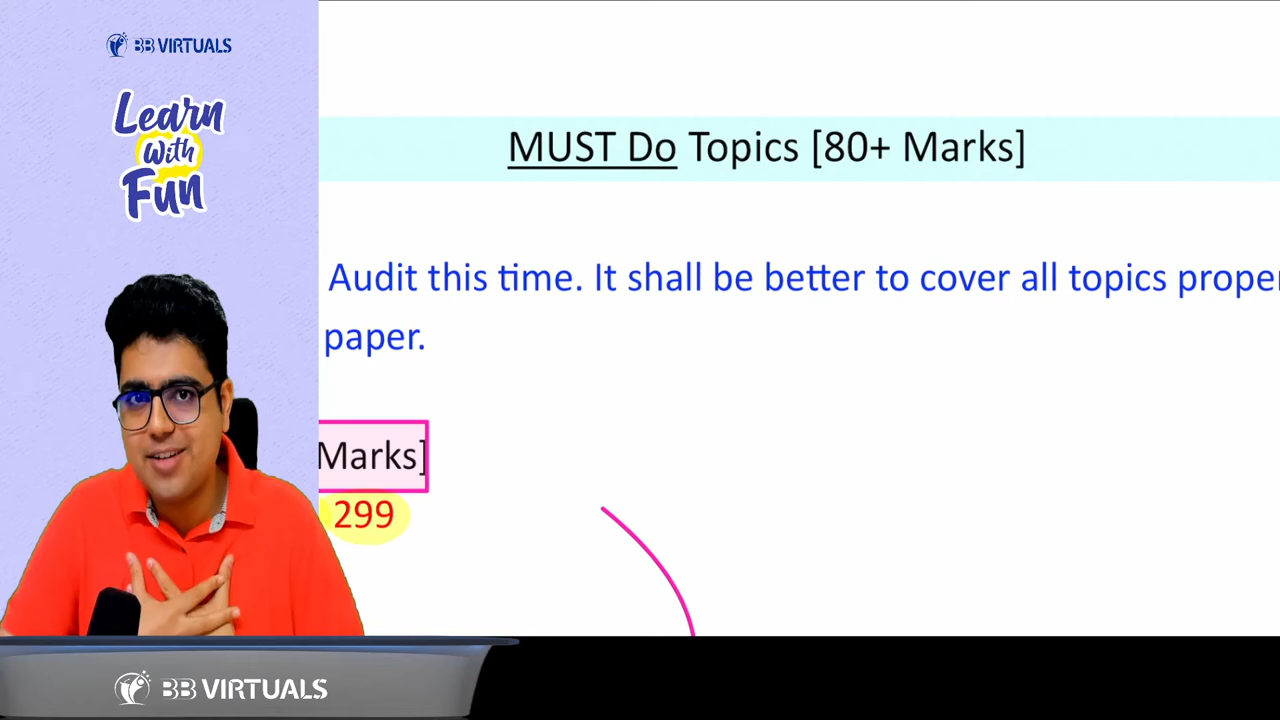 BB VIRTUALS
Learn
With
Fun
MUST Do Topics [80+ Marks]
Audit this time. It shall be better to cover all topics
paper.
Marks]
299
BB VIRTUALS